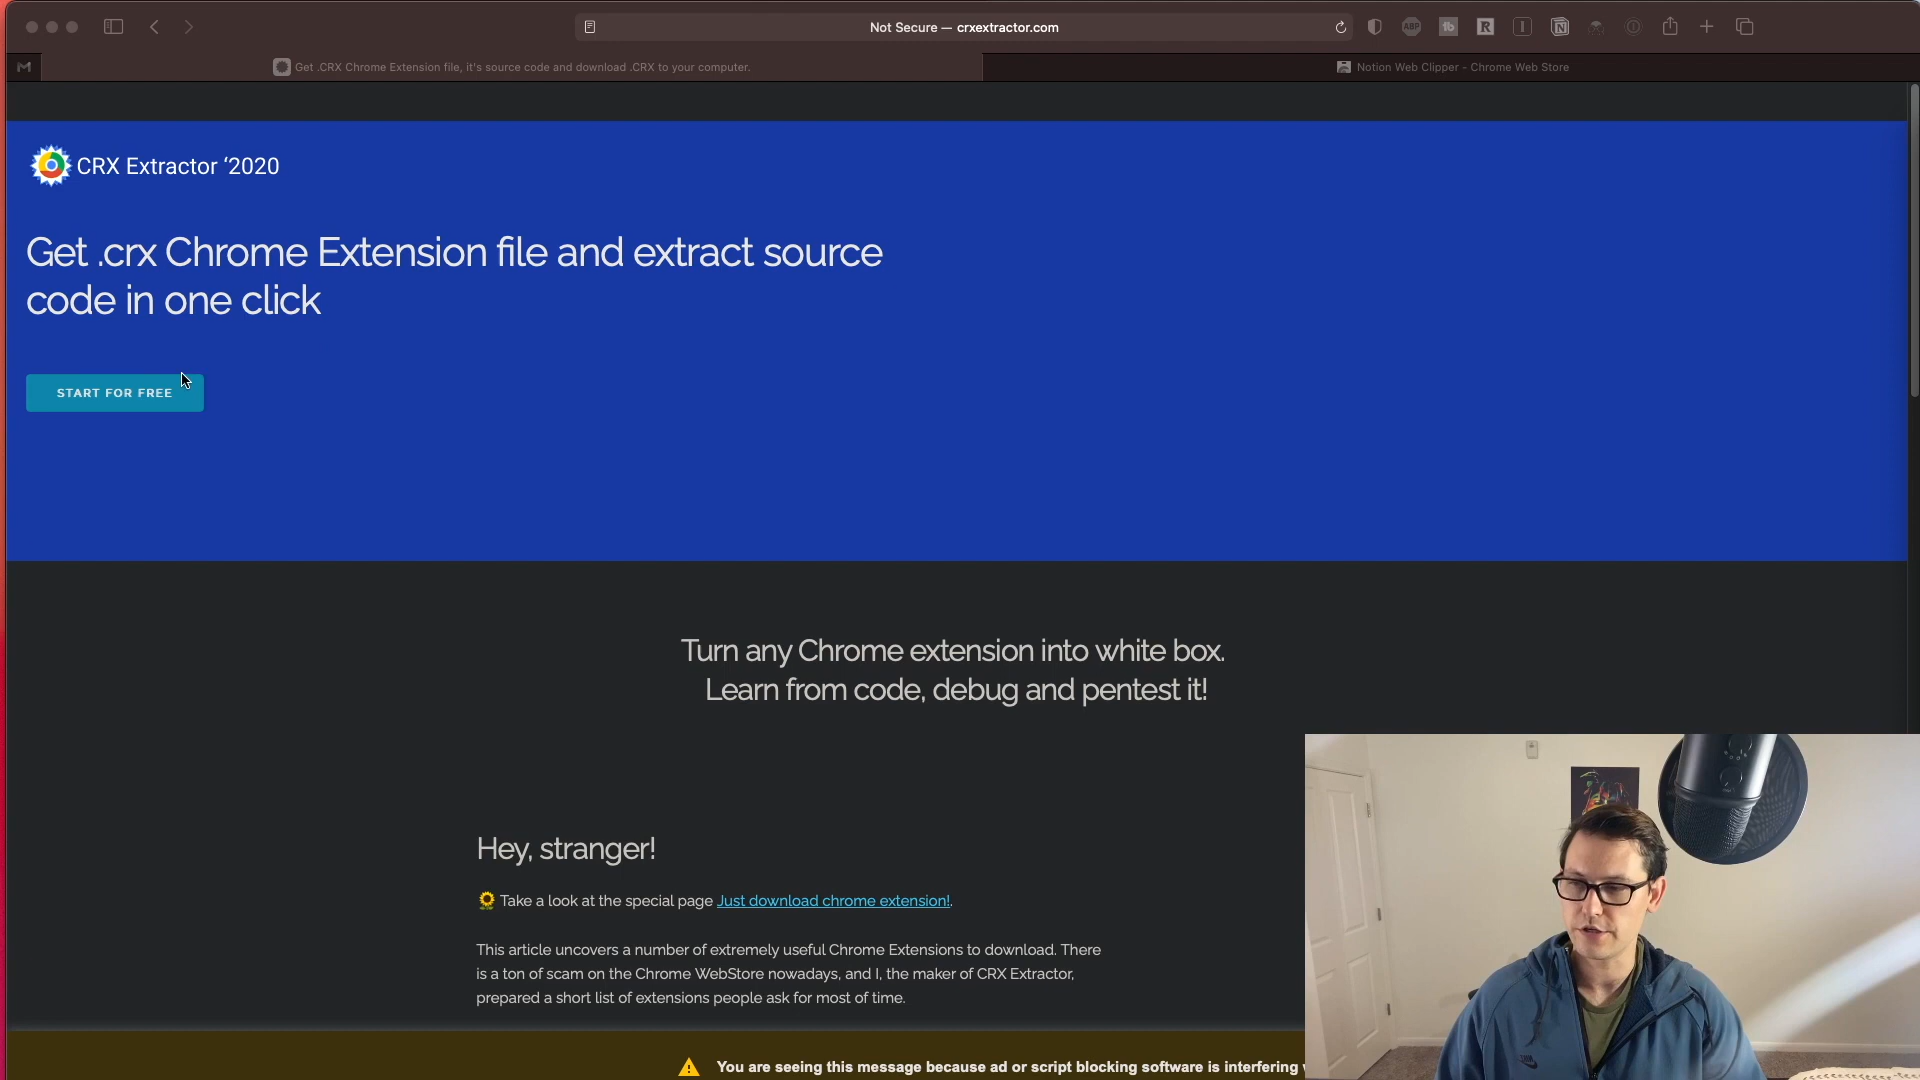 Not Secure — crxextractor.com
Get .CRX Chrome Extension file, it's source code and download .CRX to your computer.
Notion Web Clipper - Chrome Web Store
CRX Extractor ‘2020
Get .crx Chrome Extension file and extract source
code in one click
START FOR FREE
Turn any Chrome extension into white box.
Learn from code, debug and pentest it!
Hey, stranger!
Take a look at the special page Just download chrome extension!.
This article uncovers a number of extremely useful Chrome Extensions to download. There
is a ton of scam on the Chrome WebStore nowadays, and I, the maker of CRX Extractor,
prepared a short list of extensions people ask for most of time.
You are seeing this message because ad or script blocking software is interfering